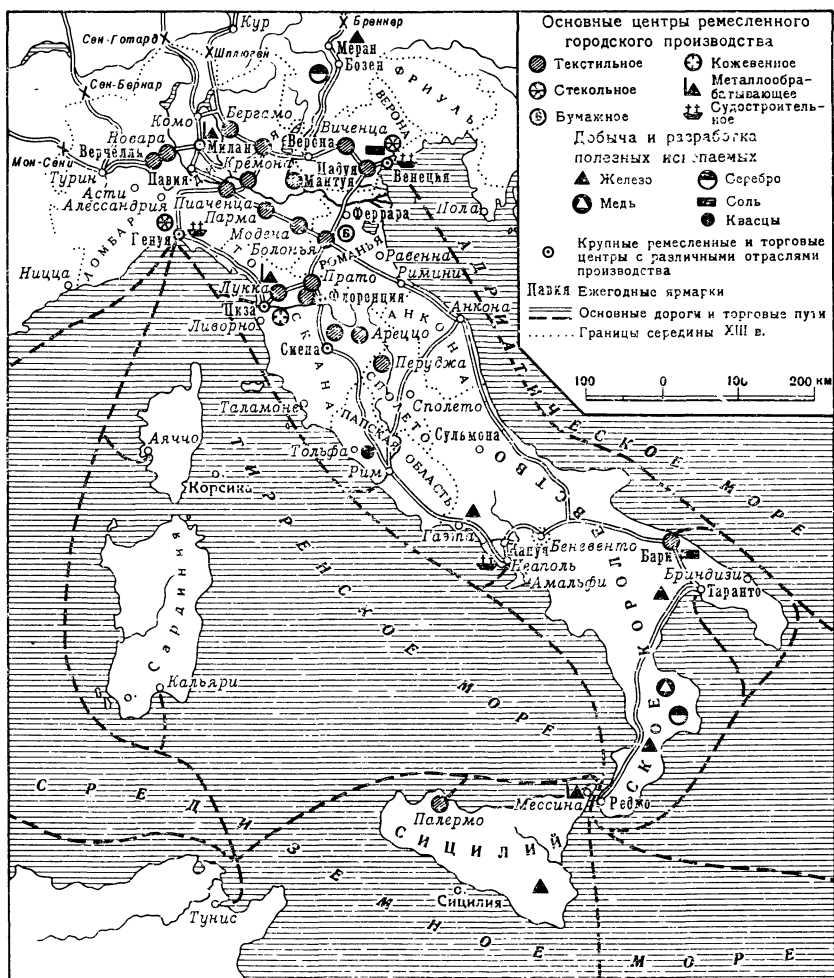 Основные центры ремесленного
городского производства
Текстильное
Стекольное
Б Бумажное
Кожевенное
Металлообра-
батывающее
Судостроитель-
ное
Добыча и разработка
полезных ископаемых
Железо
Медь
Серебро
Соль
Квасцы
Крупные ремесленные и торговые
центры с различными отраслями
производства
Павия Ежегодные ярмарки
Основные дороги и торговые пути
Границы середины XIII в.
100 0 100 200 км
Кур
Сен-Готард
Шплюген
Бреннер
Меран
Бозен
ФРИУЛЬ
Сен-Бернар
Комо
Бергамо
ВЕРОНА
Виченца
Новара
Верчелли
Милан
Верона
Мон-Сени
Турин
Кремона
Падуя
Венеция
Павия
Мантуя
Асти
Алессандрия
Пиаченца
Парма
Феррара
Пола
ЛОМБАР
Модена
Б
Генуя
Болонья
РОМАНЬЯ
Равенна
Римини
Ницца
Прато
Лукка
Флоренция
Пиза
Ливорно
Анкона
АНКОНА
Ареццо
Сиена
ТОСКАНА
Перуджа
СПОЛЕТО
Сполето
Таламоне
ПАПСКАЯ ОБЛАСТЬ
Сульмона
Тольфа
Рим
Аяччо
Корсика
АДРИАТИЧЕСКОЕ МОРЕ
Гаэта
Капуя
Беневенто
Неаполь
Амальфи
Бари
Бриндизи
Таранто
Сардиния
Кальяри
ТИРРЕНСКОЕ МОРЕ
СИЦИЛИЙСКОЕ КОРОЛЕВСТВО
Мессина
Реджо
Палермо
Сицилия
Тунис
СРЕДИЗЕМНОЕ МОРЕ